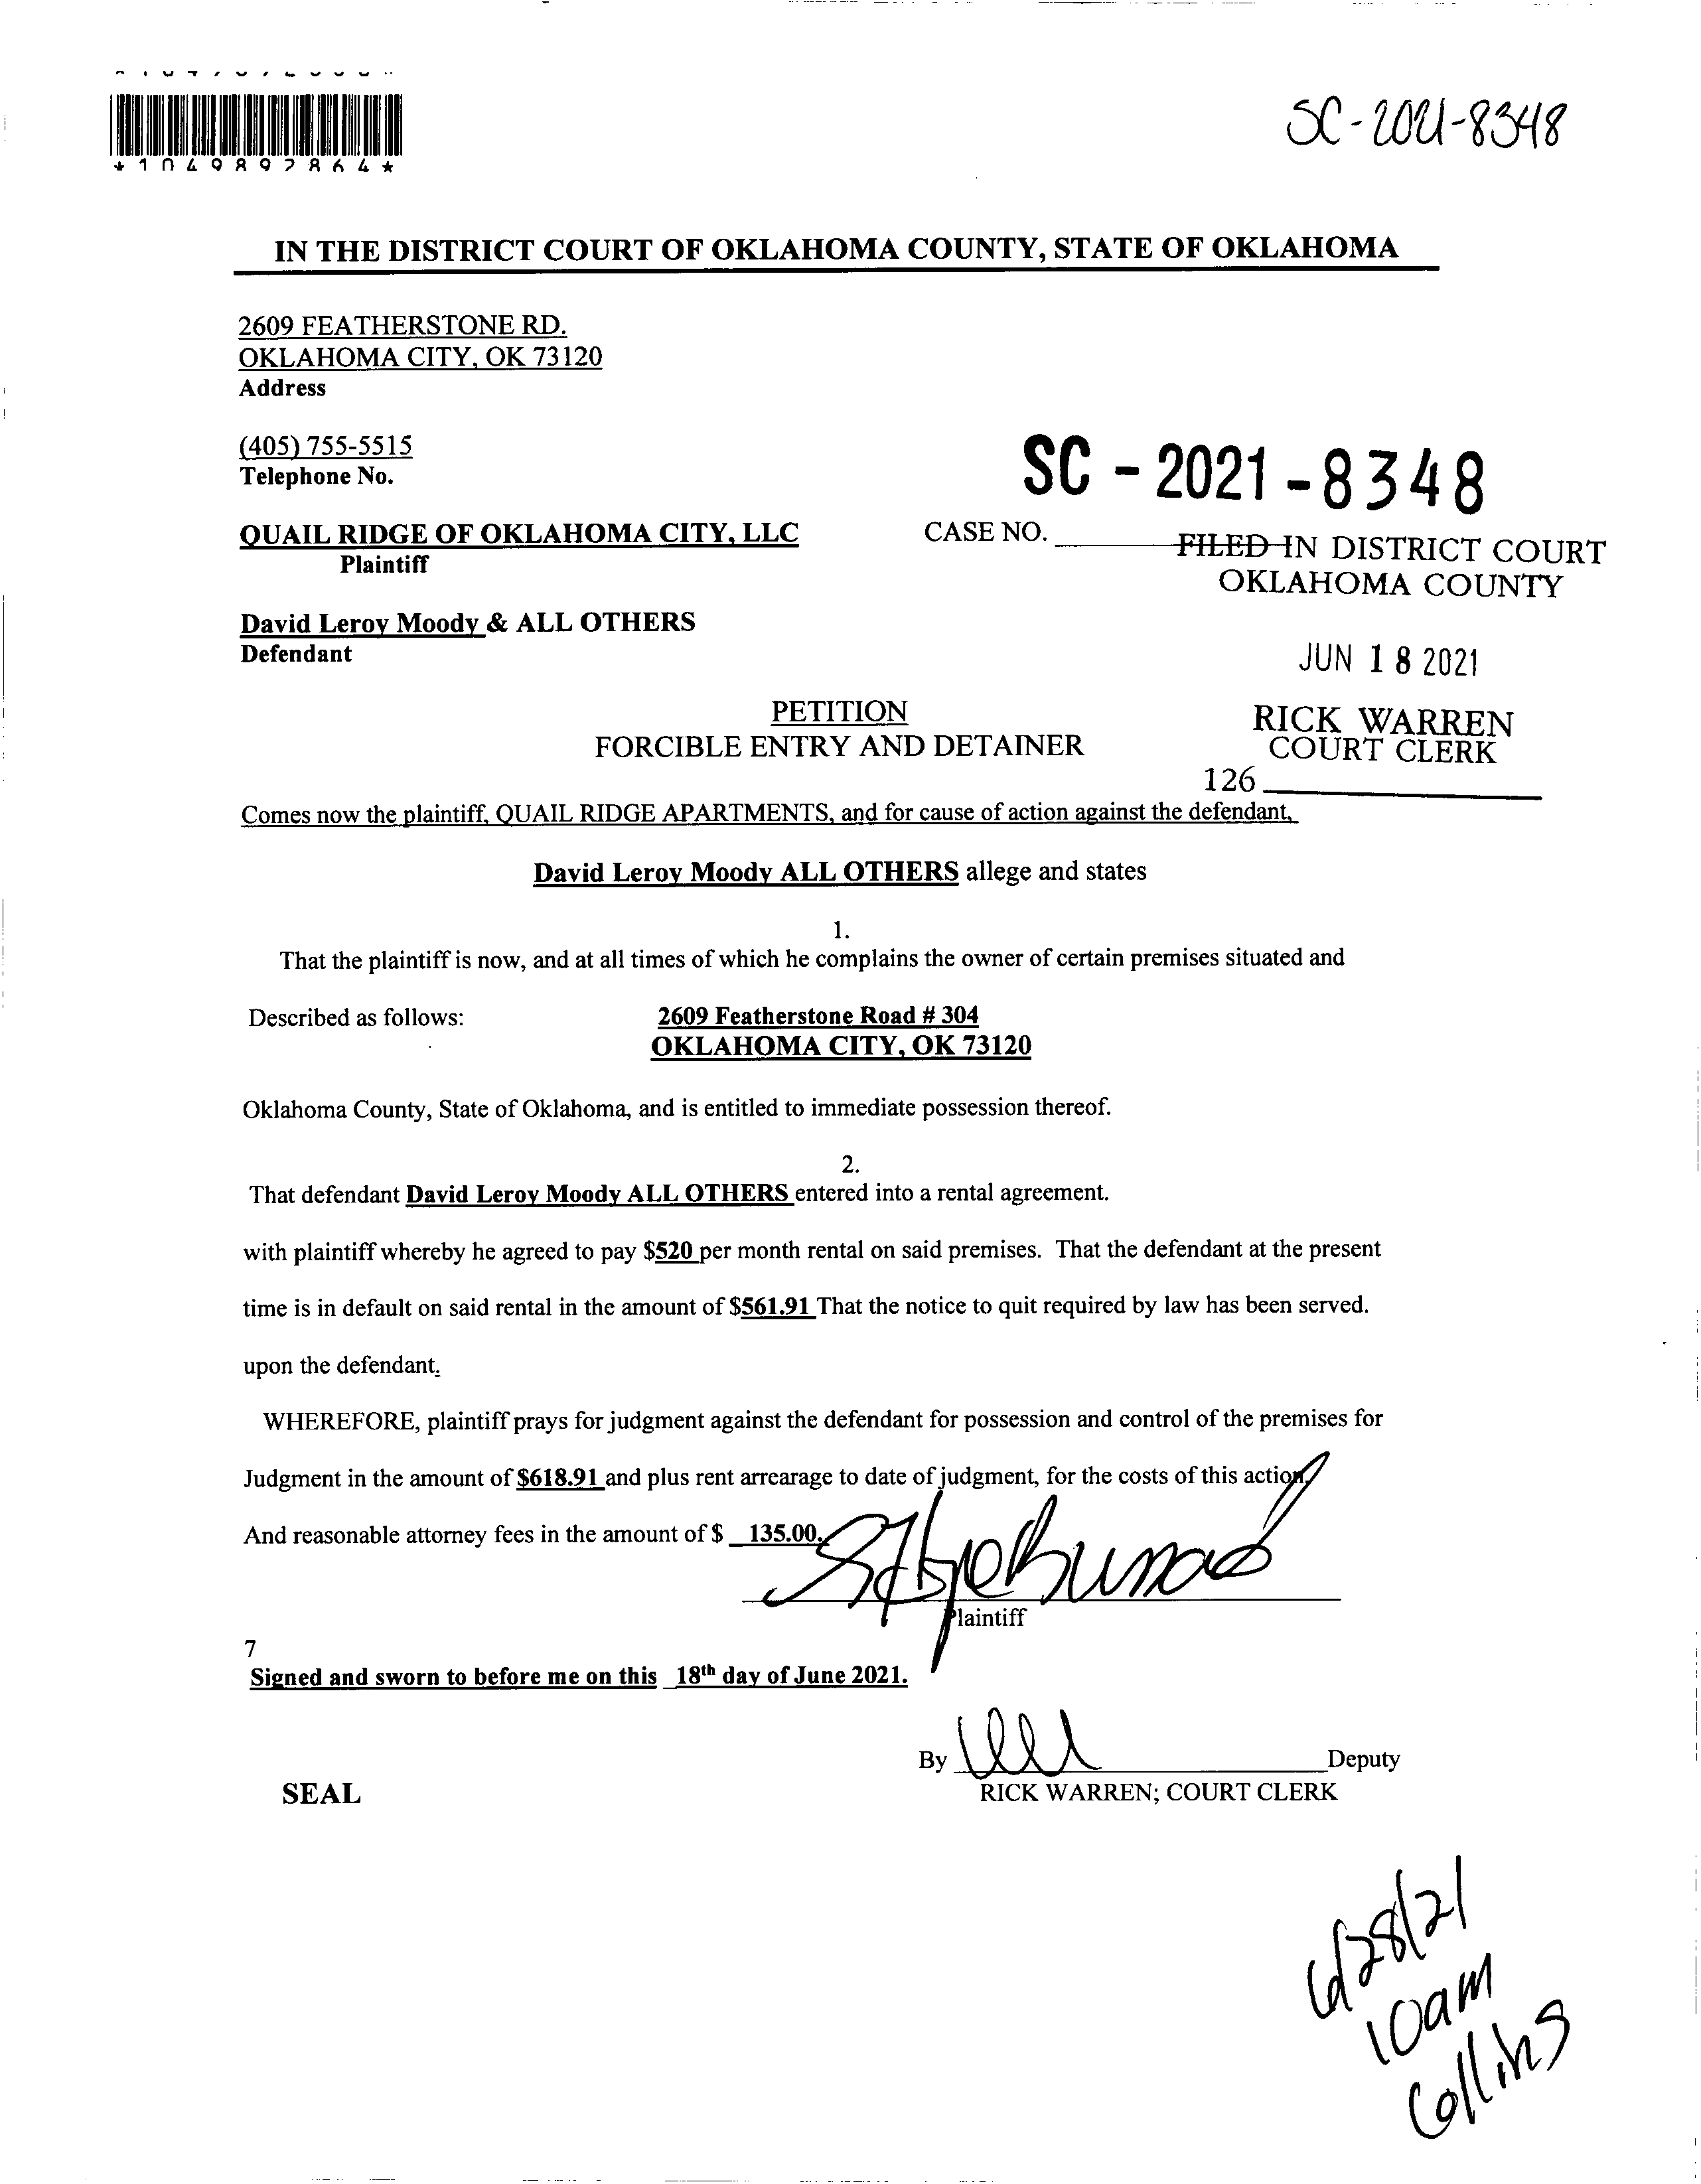 *1049897864*
SC-2021-8348
IN THE DISTRICT COURT OF OKLAHOMA COUNTY, STATE OF OKLAHOMA
2609 FEATHERSTONE RD.
OKLAHOMA CITY, OK 73120
Address
(405) 755-5515
Telephone No.
SC - 2021 - 8348
QUAIL RIDGE OF OKLAHOMA CITY, LLC
Plaintiff
CASE NO.
FILED IN DISTRICT COURT
OKLAHOMA COUNTY
David Leroy Moody & ALL OTHERS
Defendant
JUN 18 2021
PETITION
FORCIBLE ENTRY AND DETAINER
RICK WARREN
COURT CLERK
126
Comes now the plaintiff, QUAIL RIDGE APARTMENTS, and for cause of action against the defendant,
David Leroy Moody ALL OTHERS allege and states
1.
That the plaintiff is now, and at all times of which he complains the owner of certain premises situated and
Described as follows: 2609 Featherstone Road # 304
OKLAHOMA CITY, OK 73120
Oklahoma County, State of Oklahoma, and is entitled to immediate possession thereof.
2.
That defendant David Leroy Moody ALL OTHERS entered into a rental agreement.
with plaintiff whereby he agreed to pay $520 per month rental on said premises. That the defendant at the present
time is in default on said rental in the amount of $561.91 That the notice to quit required by law has been served.
upon the defendant.
WHEREFORE, plaintiff prays for judgment against the defendant for possession and control of the premises for
Judgment in the amount of $618.91 and plus rent arrearage to date of judgment, for the costs of this action,
And reasonable attorney fees in the amount of $ 135.00.
Plaintiff
7
Signed and sworn to before me on this 18th day of June 2021.
By Deputy
RICK WARREN; COURT CLERK
SEAL
6/28/21
10am
Collins